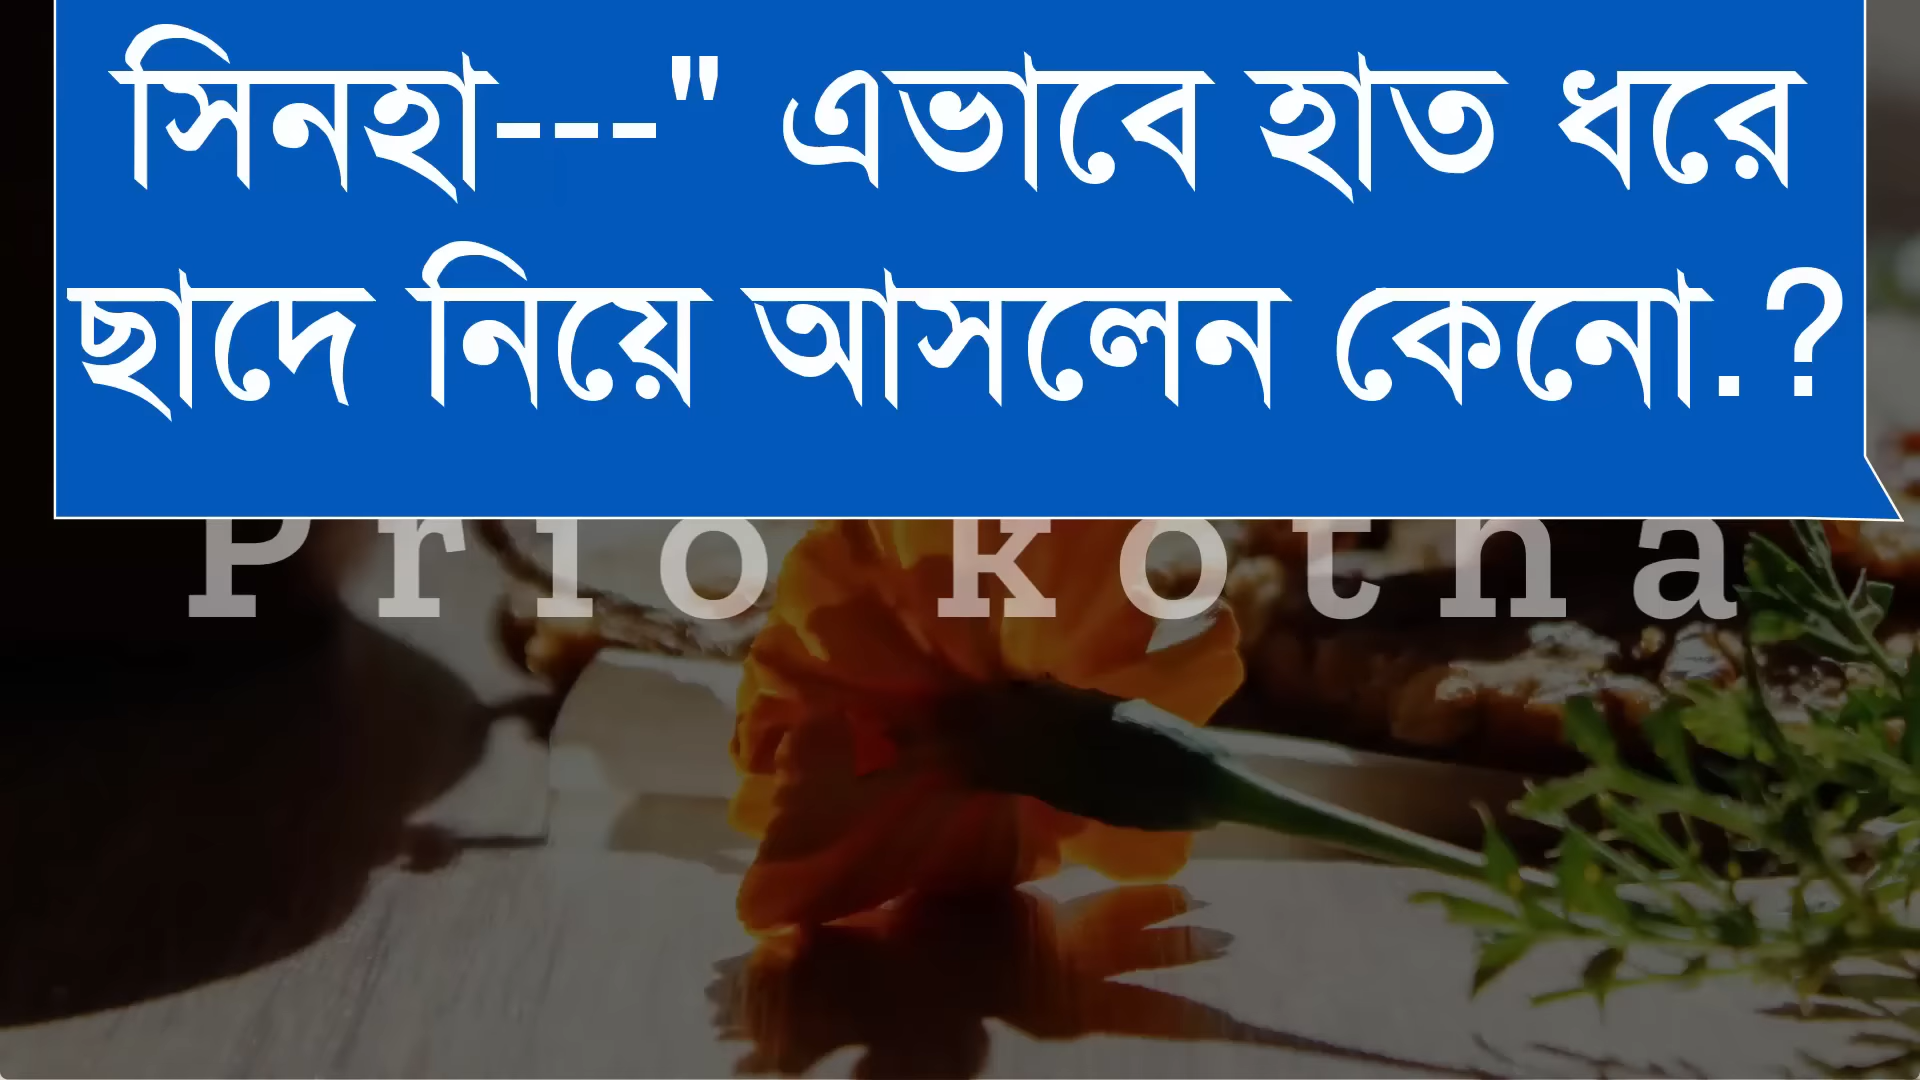 সিনহা---" এভাবে হাত ধরে
ছাদে নিয়ে আসলেন কেনো.?
Prio kotha